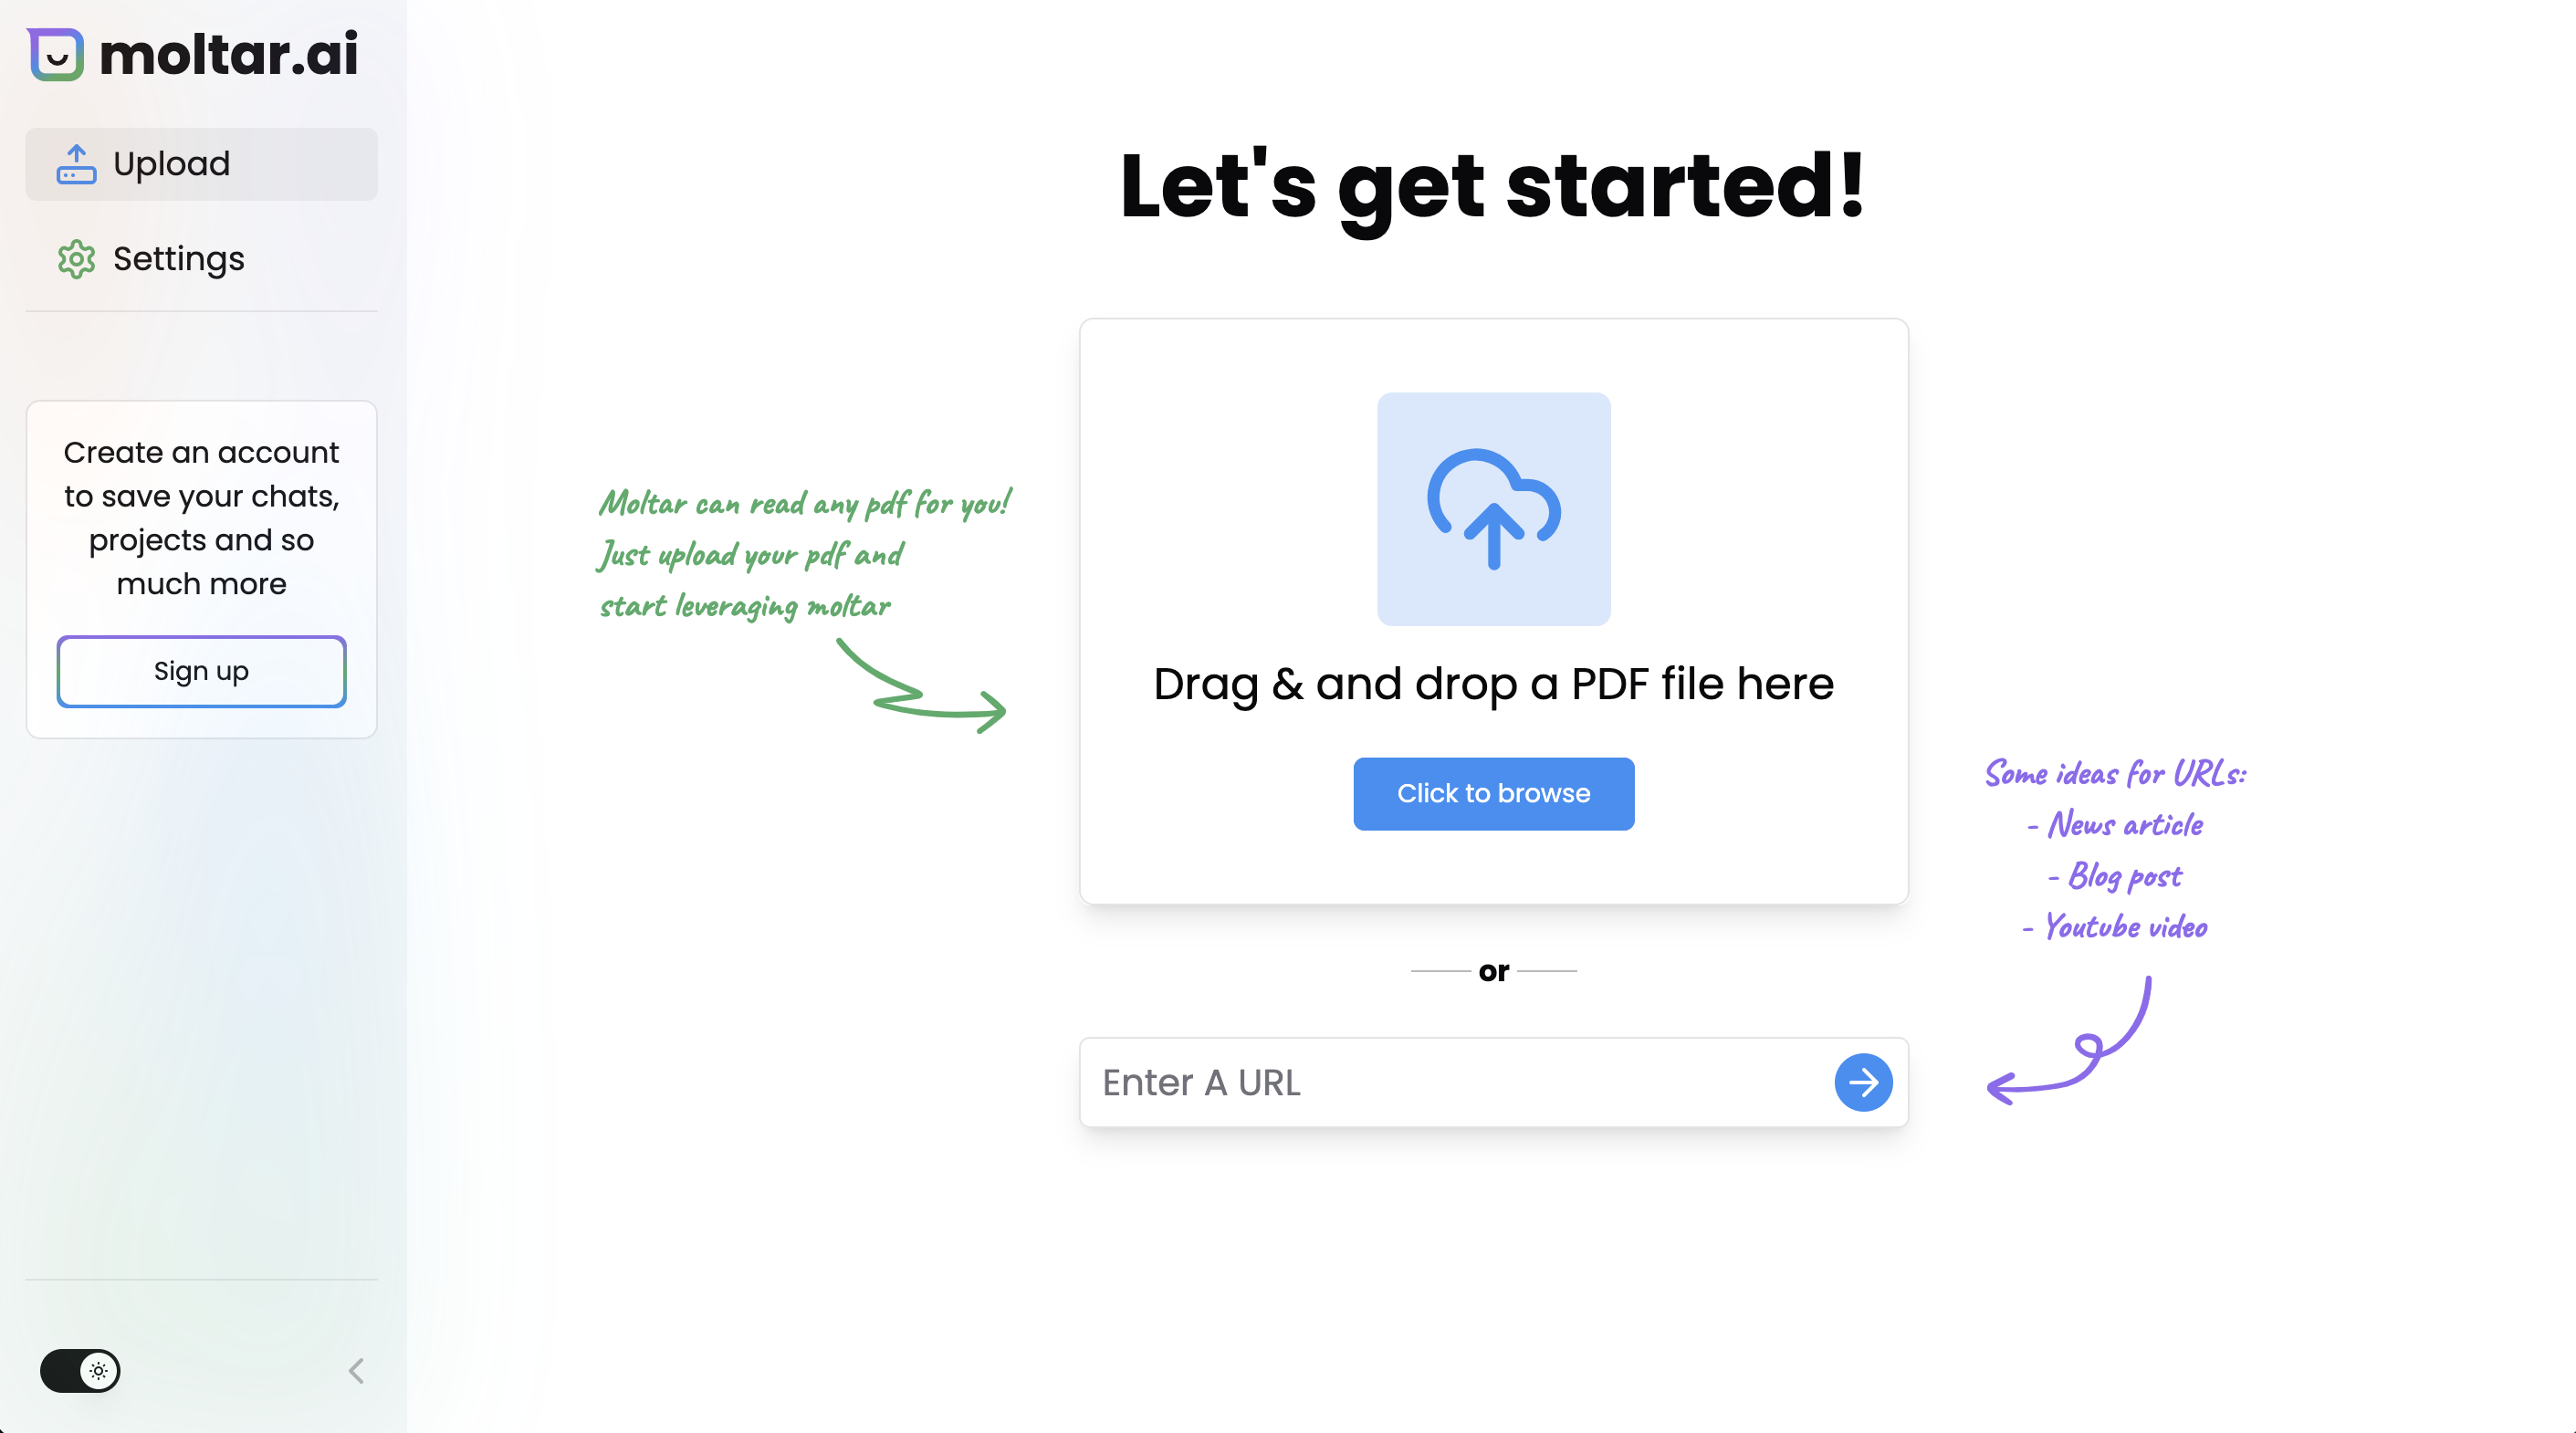 moltar.ai
Upload
Settings
Create an account
to save your chats,
projects and so
much more
Sign up
Let's get started!
Moltar can read any pdf for you!
Just upload your pdf and
start leveraging moltar
Drag & and drop a PDF file here
Click to browse
or
Enter A URL
Some ideas for URLs:
- News article
- Blog post
- Youtube video